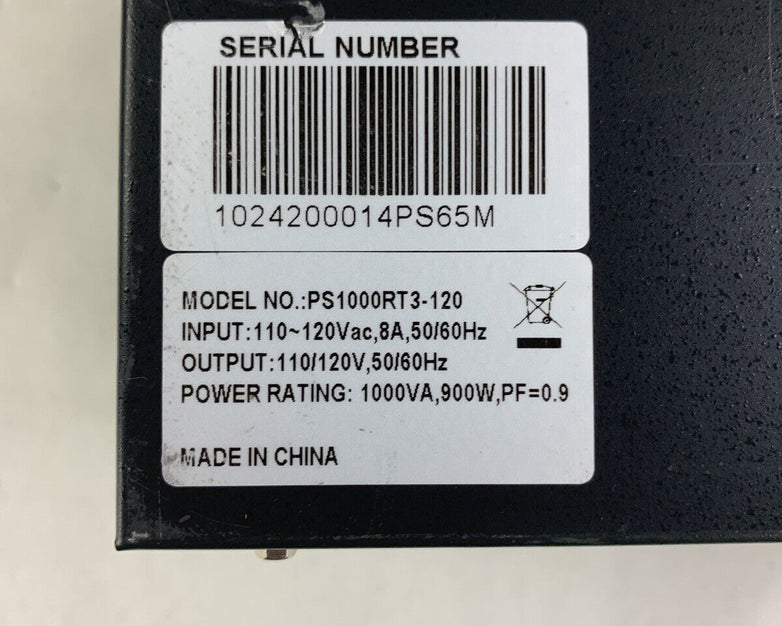 SERIAL NUMBER
1024200014PS65M
MODEL NO.:PS1000RT3-120
INPUT:110~120Vac,8A,50/60Hz
OUTPUT:110/120V,50/60Hz
POWER RATING: 1000VA,900W,PF=0.9
MADE IN CHINA